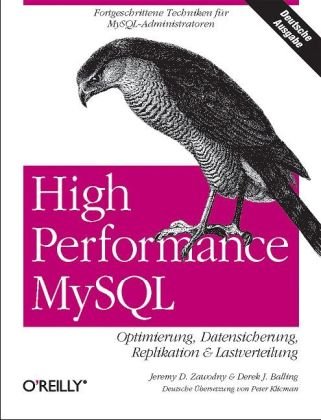 Fortgeschrittene Techniken für
MySQL-Administratoren
Deutsche
Ausgabe
High
Performance
MySQL
Optimierung, Datensicherung,
Replikation & Lastverteilung
O'REILLY®
Jeremy D. Zawodny & Derek J. Balling
Deutsche Übersetzung von Peter Klicman